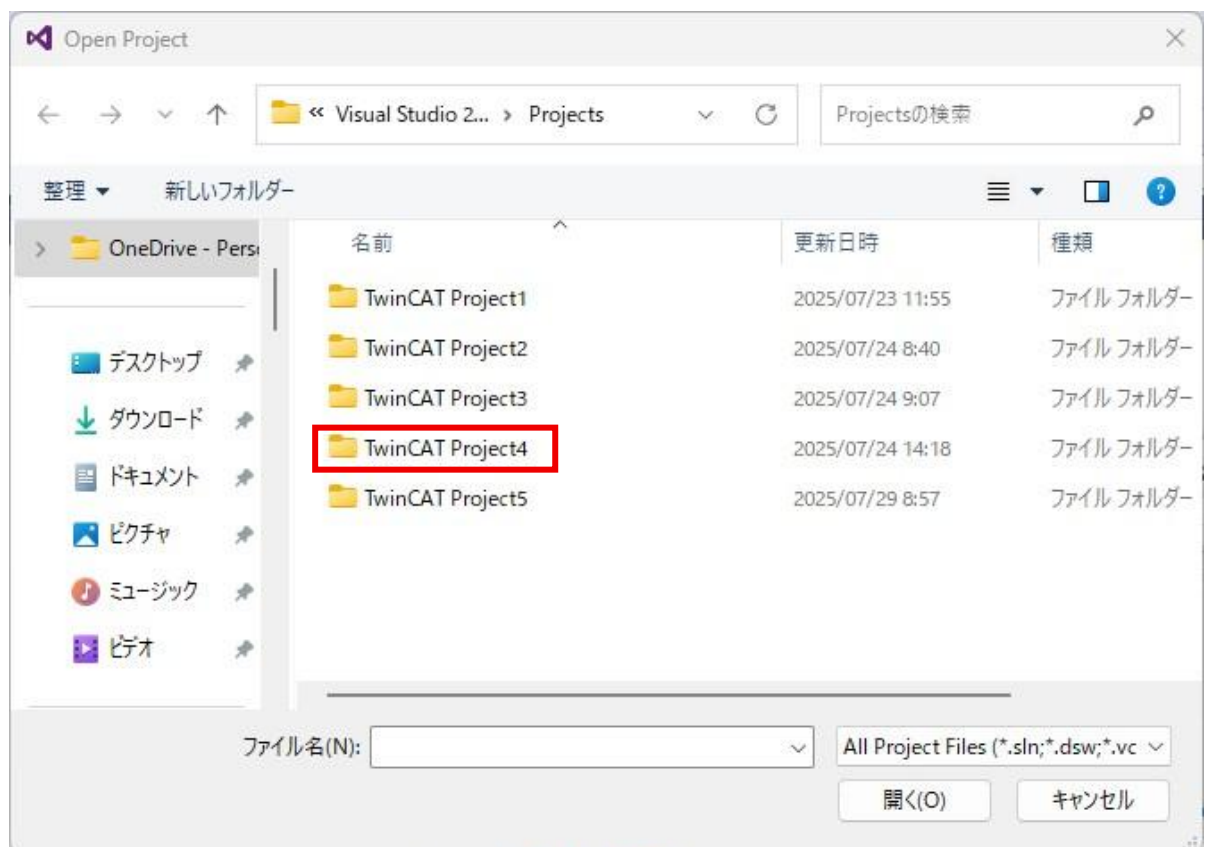 Open Project
« Visual Studio 2... › Projects
Projectsの検索
整理
新しいフォルダー
OneDrive - Pers
名前 更新日時 種類
TwinCAT Project1 2025/07/23 11:55 ファイル フォルダー
TwinCAT Project2 2025/07/24 8:40 ファイル フォルダー
TwinCAT Project3 2025/07/24 9:07 ファイル フォルダー
TwinCAT Project4 2025/07/24 14:18 ファイル フォルダー
TwinCAT Project5 2025/07/29 8:57 ファイル フォルダー
デスクトップ
ダウンロード
ドキュメント
ピクチャ
ミュージック
ビデオ
ファイル名(N):
All Project Files (*.sln;*.dsw;*.vc
開く(O) キャンセル